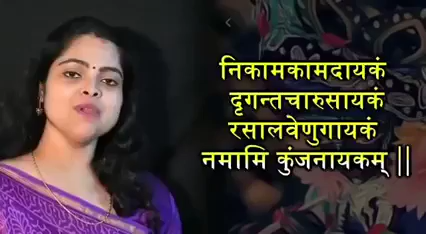 निकामकामदायकं
दृगन्तचारुसायकं
रसालवेणुगायकं
नमामि कुंजनायकम् ||